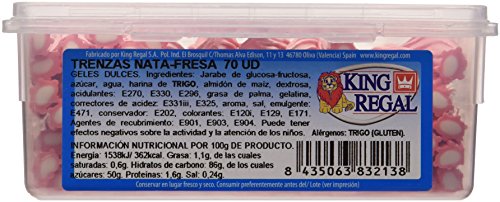 Fabricado por King Regal S.A. Pol. Ind. El Brosquil C/Thomas Alva Edison, 11 y 13 46780 Oliva (Valencia) Spain www.kingregal.com
TRENZAS NATA-FRESA 70 UD
GELES DULCES. Ingredientes: Jarabe de glucosa-fructosa,
azúcar, agua, harina de TRIGO, almidón de maíz, dextrosa,
acidulantes: E270, E330, E296, grasa de palma, gelatina,
correctores de acidez: E331iii, E325, aroma, sal, emulgente:
E471, conservador: E202, colorantes: E120i, E129, E171.
Agentes de recubrimiento: E901, E903, E904. Puede tener
efectos negativos sobre la actividad y la atención de los niños.
KING
REGAL
Alérgenos: TRIGO (GLUTEN).
INFORMACIÓN NUTRICIONAL POR 100g DE PRODUCTO.
Energía: 1538kJ/ 362kcal, Grasa: 1,1g, de las cuales
saturadas: 0,6g. Hidratos de carbono: 86g, de los cuales
azúcares: 50g. Proteínas: 1,6g. Sal: 0,24g.
8 435063 832138
Conservar en lugar fresco y seco. Consumir preferentemente antes del/ Lote (ver impresión)